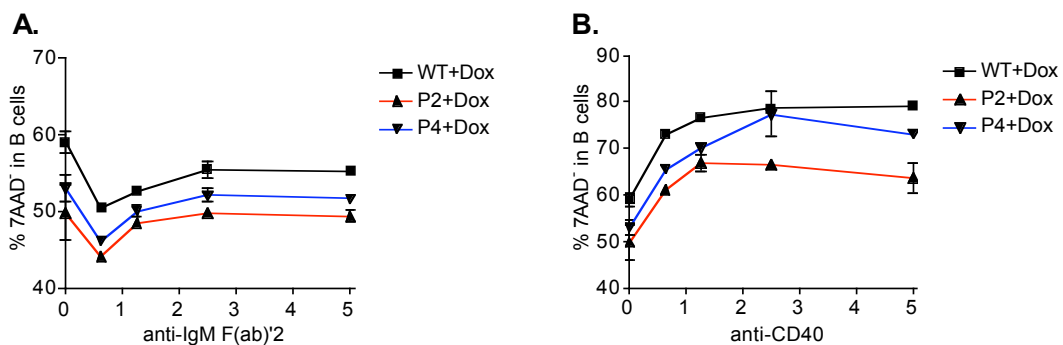 A.
70
60
50
40
% 7AAD⁻ in B cells
0 1 2 3 4 5
anti-IgM F(ab)'2
WT+Dox
P2+Dox
P4+Dox
B.
90
80
70
60
50
40
% 7AAD⁻ in B cells
0 1 2 3 4 5
anti-CD40
WT+Dox
P2+Dox
P4+Dox